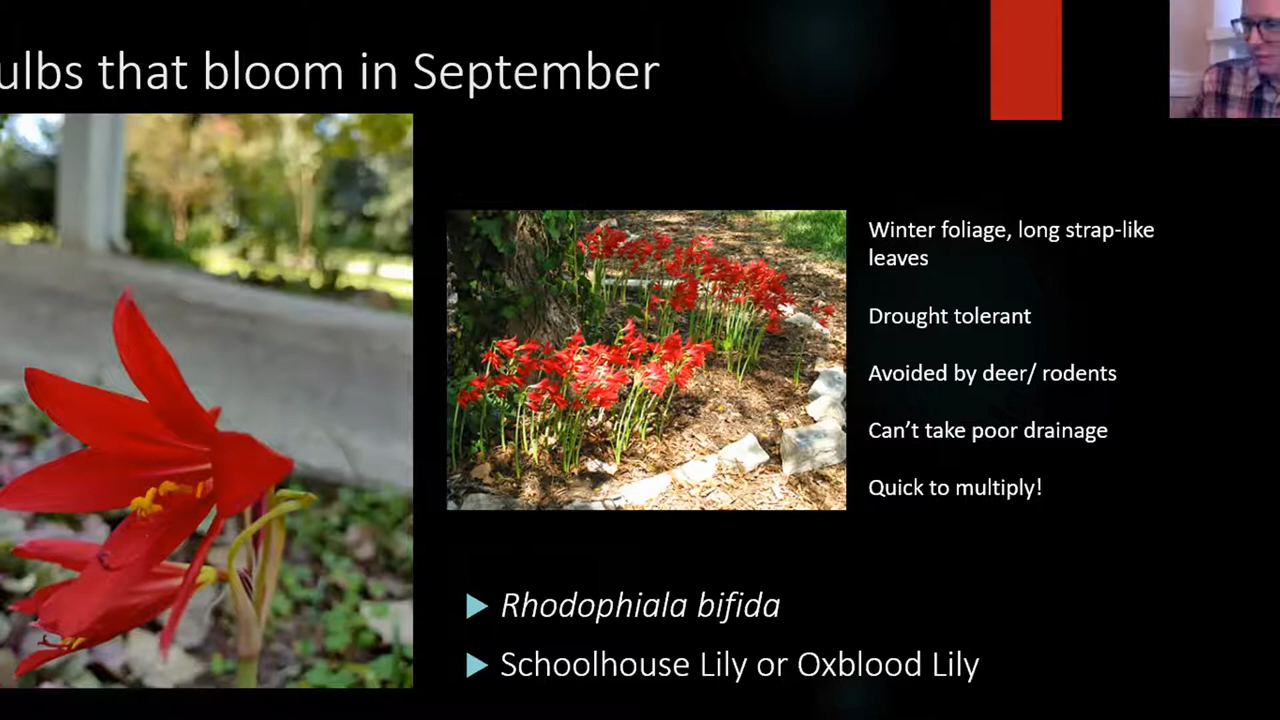 ulbs that bloom in September
Winter foliage, long strap-like
leaves
Drought tolerant
Avoided by deer/ rodents
Can’t take poor drainage
Quick to multiply!
Rhodophiala bifida
Schoolhouse Lily or Oxblood Lily